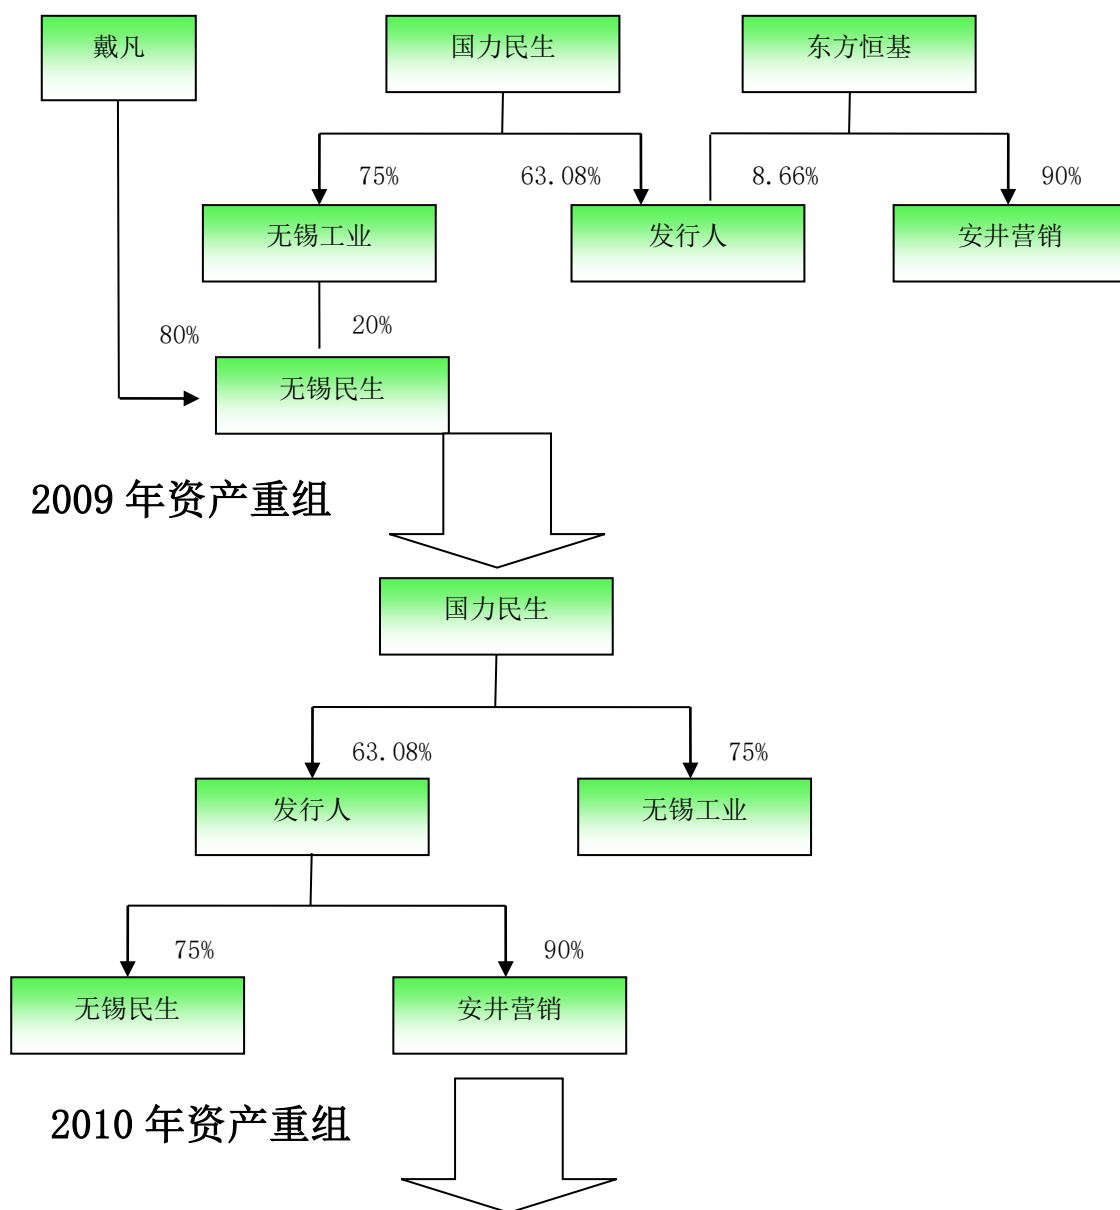 戴凡
国力民生
东方恒基
75%
63.08%
8.66%
90%
无锡工业
发行人
安井营销
80%
20%
无锡民生
2009 年资产重组
国力民生
63.08%
75%
发行人
无锡工业
75%
90%
无锡民生
安井营销
2010 年资产重组